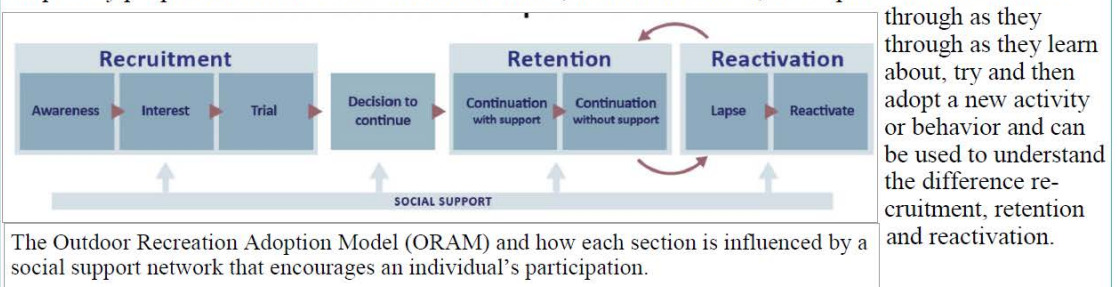 Recruitment
Awareness
Interest
Trial
Decision to
continue
Retention
Continuation
with support
Continuation
without support
Reactivation
Lapse
Reactivate
SOCIAL SUPPORT
The Outdoor Recreation Adoption Model (ORAM) and how each section is influenced by a
social support network that encourages an individual's participation.
through as they
through as they learn
about, try and then
adopt a new activity
or behavior and can
be used to understand
the difference re-
cruitment, retention
and reactivation.